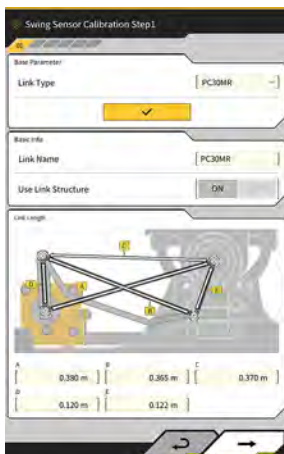 Swing Sensor Calibration Step1
01
Base Parameter
Link Type [ PC30MR ]
Basic Info
Link Name [ PC30MR ]
Use Link Structure ON
Link Length
C
D A E
B
A B C
[ 0.380 m ] [ 0.365 m ] [ 0.370 m ]
D E
[ 0.120 m ] [ 0.122 m ]